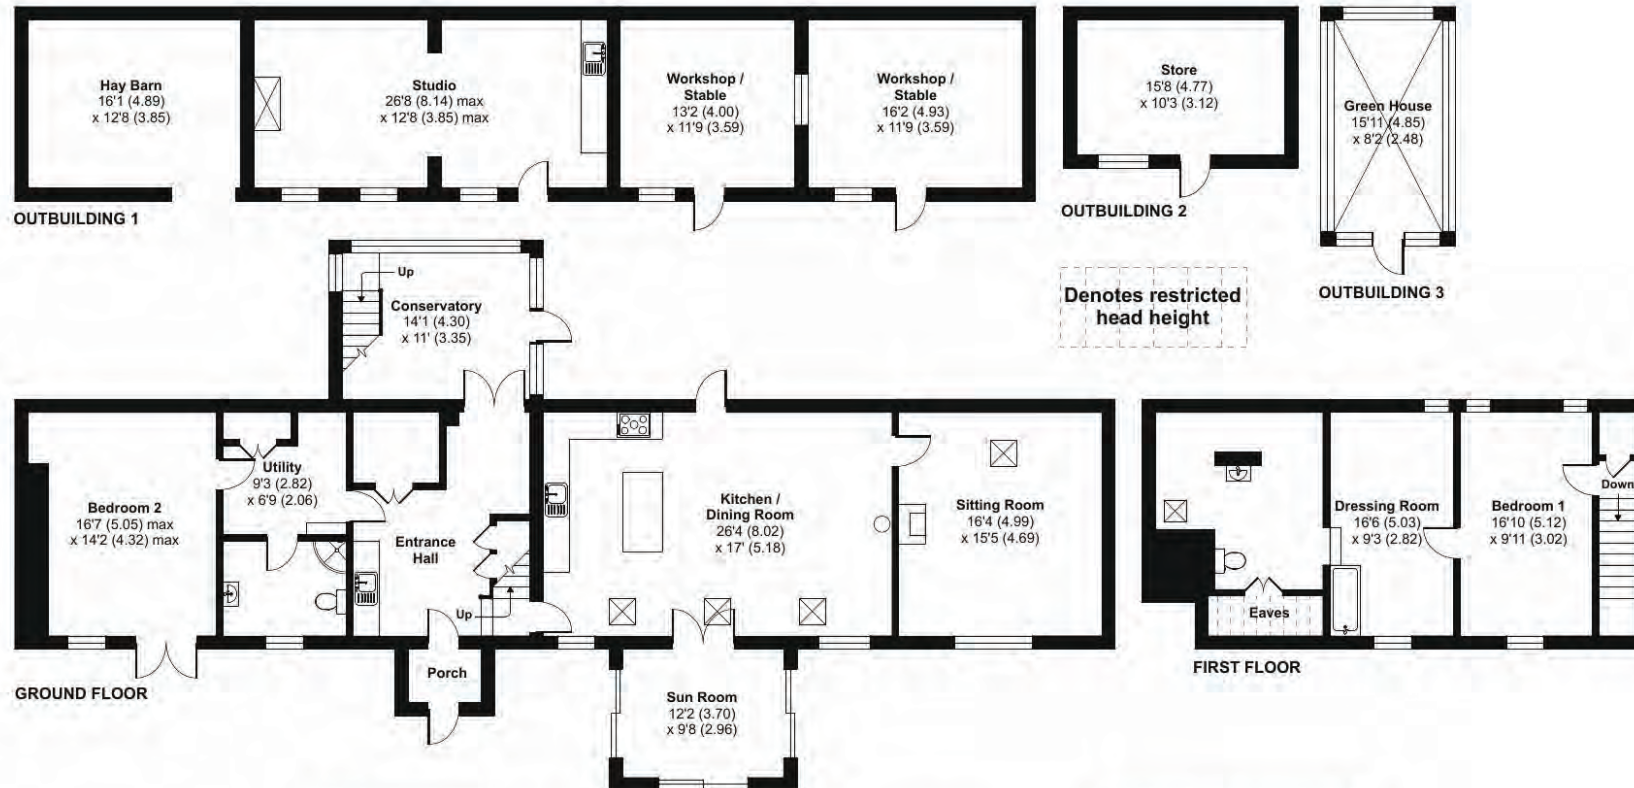 Hay Barn
16'1 (4.89)
x 12'8 (3.85)
Studio
26'8 (8.14) max
x 12'8 (3.85) max
Workshop /
Stable
13'2 (4.00)
x 11'9 (3.59)
Workshop /
Stable
16'2 (4.93)
x 11'9 (3.59)
OUTBUILDING 1
Store
15'8 (4.77)
x 10'3 (3.12)
OUTBUILDING 2
Green House
15'11 (4.85)
x 8'2 (2.48)
OUTBUILDING 3
Up
Conservatory
14'1 (4.30)
x 11' (3.35)
Denotes restricted
head height
Bedroom 2
16'7 (5.05) max
x 14'2 (4.32) max
Utility
9'3 (2.82)
x 6'9 (2.06)
Entrance
Hall
Up
Kitchen /
Dining Room
26'4 (8.02)
x 17' (5.18)
Sitting Room
16'4 (4.99)
x 15'5 (4.69)
Porch
Sun Room
12'2 (3.70)
x 9'8 (2.96)
GROUND FLOOR
Dressing Room
16'6 (5.03)
x 9'3 (2.82)
Bedroom 1
16'10 (5.12)
x 9'11 (3.02)
Down
Eaves
FIRST FLOOR